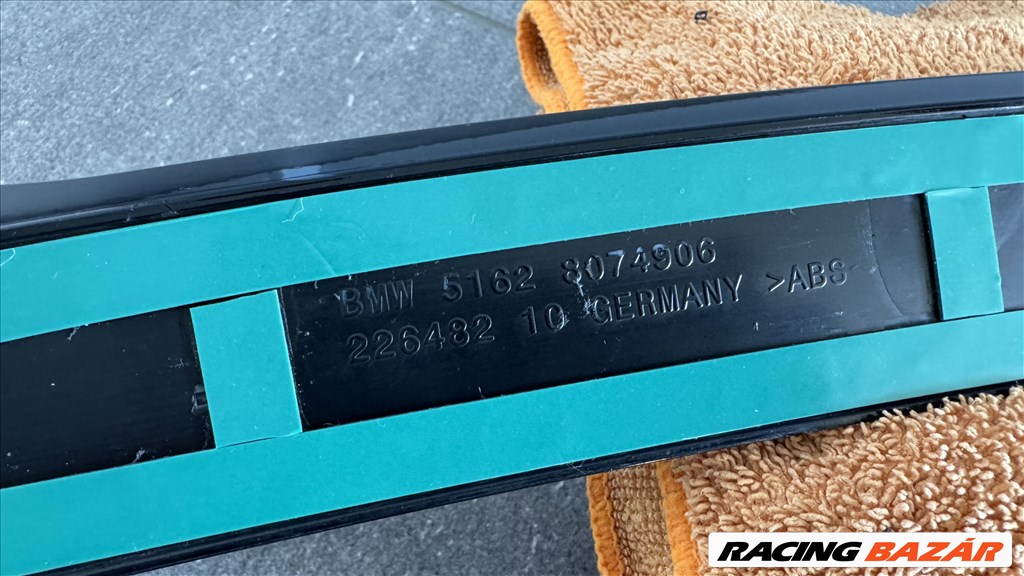 BMW 5162 8074906
226482 10 GERMANY >ABS
RACING BAZÁR